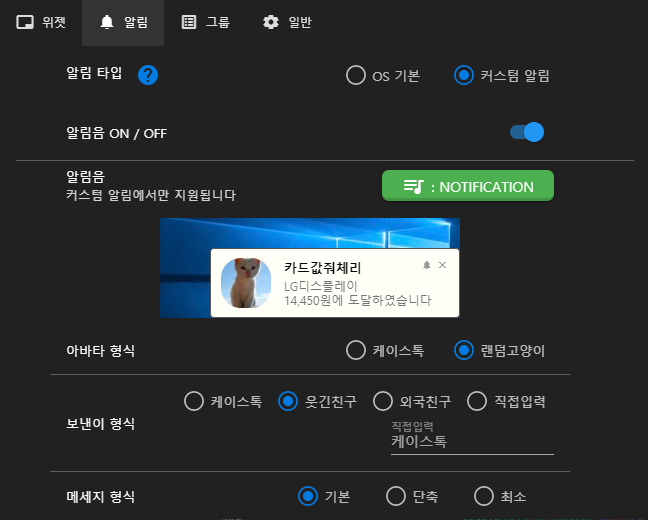 위젯 알림 그룹 일반
알림 타입 ? OS 기본 커스텀 알림
알림음 ON / OFF
알림음
커스텀 알림에서만 지원됩니다
: NOTIFICATION
카드값줘체리
LG디스플레이
14,450원에 도달하였습니다
아바타 형식 케이스톡 랜덤고양이
보낸이 형식 케이스톡 웃긴친구 외국친구 직접입력
직접입력
케이스톡
메세지 형식 기본 단축 최소